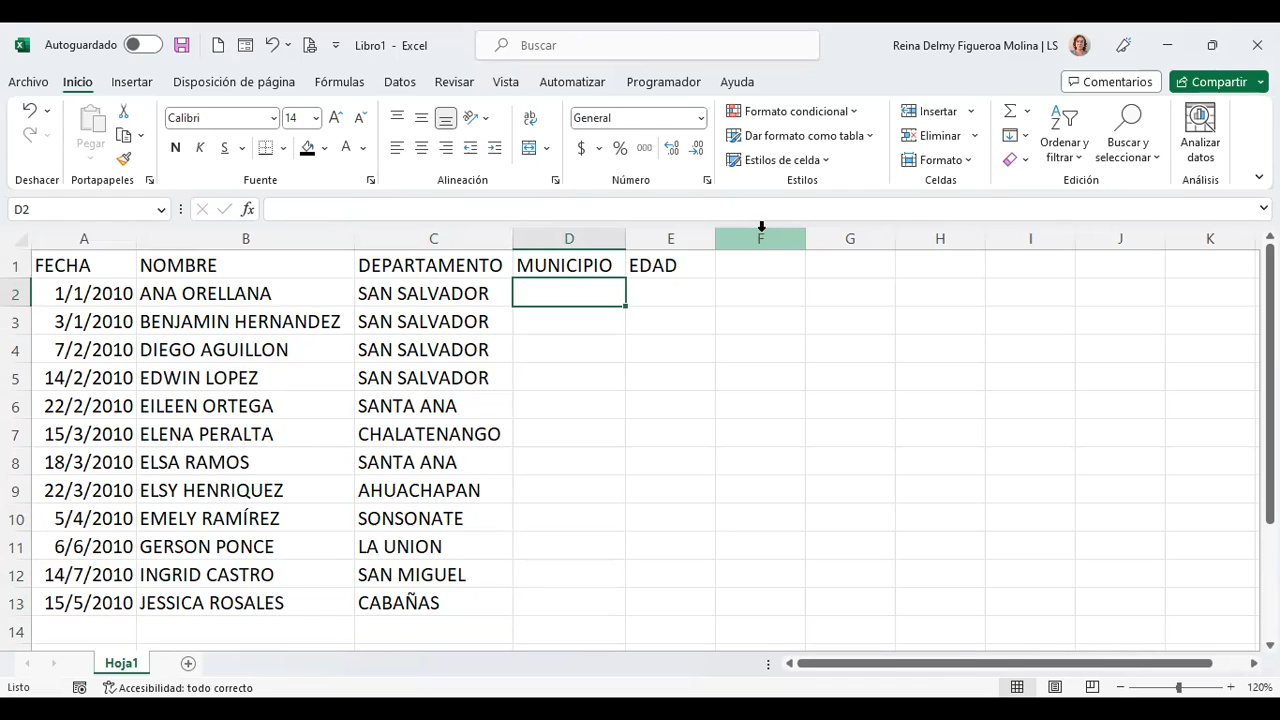 Autoguardado Libro1 - Excel Buscar Reina Delmy Figueroa Molina | LS
Archivo Inicio Insertar Disposición de página Fórmulas Datos Revisar Vista Automatizar Programador Ayuda Comentarios Compartir
Pegar
Deshacer Portapapeles
Calibri 14
N K S A
Fuente
ab
Alineación
General
$ % 000
Número
Formato condicional
Dar formato como tabla
Estilos de celda
Estilos
Insertar
Eliminar
Formato
Celdas
Ordenar y filtrar
Buscar y seleccionar
Edición
Analizar datos
Análisis
D2 fx
A B C D E F G H I J K
1 FECHA NOMBRE DEPARTAMENTO MUNICIPIO EDAD
2 1/1/2010 ANA ORELLANA SAN SALVADOR
3 3/1/2010 BENJAMIN HERNANDEZ SAN SALVADOR
4 7/2/2010 DIEGO AGUILLON SAN SALVADOR
5 14/2/2010 EDWIN LOPEZ SAN SALVADOR
6 22/2/2010 EILEEN ORTEGA SANTA ANA
7 15/3/2010 ELENA PERALTA CHALATENANGO
8 18/3/2010 ELSA RAMOS SANTA ANA
9 22/3/2010 ELSY HENRIQUEZ AHUACHAPAN
10 5/4/2010 EMELY RAMÍREZ SONSONATE
11 6/6/2010 GERSON PONCE LA UNION
12 14/7/2010 INGRID CASTRO SAN MIGUEL
13 15/5/2010 JESSICA ROSALES CABAÑAS
14
Hoja1
Listo Accesibilidad: todo correcto 120%